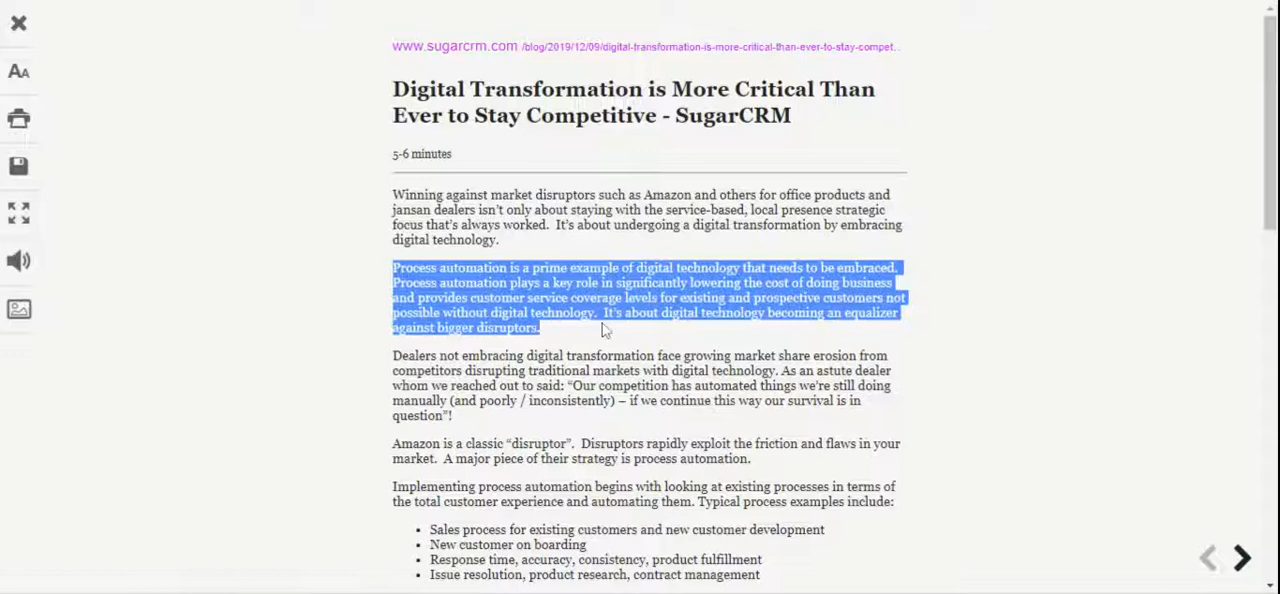 AA
www.sugarcrm.com /blog/2019/12/09/digital-transformation-is-more-critical-than-ever-to-stay-compet..
Digital Transformation is More Critical Than
Ever to Stay Competitive - SugarCRM
5-6 minutes
Winning against market disruptors such as Amazon and others for office products and
jansan dealers isn’t only about staying with the service-based, local presence strategic
focus that’s always worked.  It’s about undergoing a digital transformation by embracing
digital technology.
Process automation is a prime example of digital technology that needs to be embraced.
Process automation plays a key role in significantly lowering the cost of doing business
and provides customer service coverage levels for existing and prospective customers not
possible without digital technology.  It’s about digital technology becoming an equalizer
against bigger disruptors.
Dealers not embracing digital transformation face growing market share erosion from
competitors disrupting traditional markets with digital technology. As an astute dealer
whom we reached out to said: “Our competition has automated things we’re still doing
manually (and poorly / inconsistently) – if we continue this way our survival is in
question”!
Amazon is a classic “disruptor”.  Disruptors rapidly exploit the friction and flaws in your
market.  A major piece of their strategy is process automation.
Implementing process automation begins with looking at existing processes in terms of
the total customer experience and automating them. Typical process examples include:
• Sales process for existing customers and new customer development
• New customer on boarding
• Response time, accuracy, consistency, product fulfillment
• Issue resolution, product research, contract management